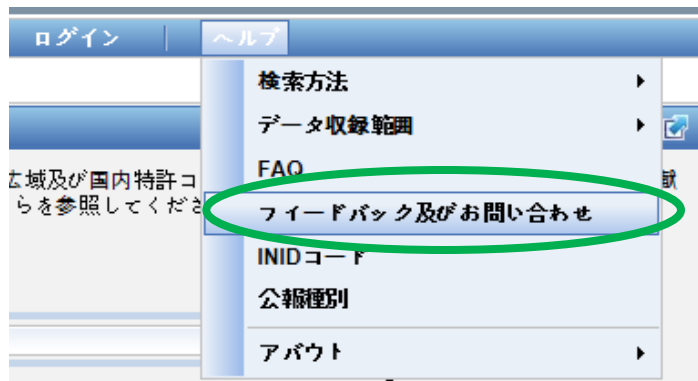 ログイン | ヘルプ
検索方法
データ収録範囲
広域及び国内特許コ
献
FAQ
らを参照してくださ
フィードバック及びお問い合わせ
INIDコード
公報種別
アバウト